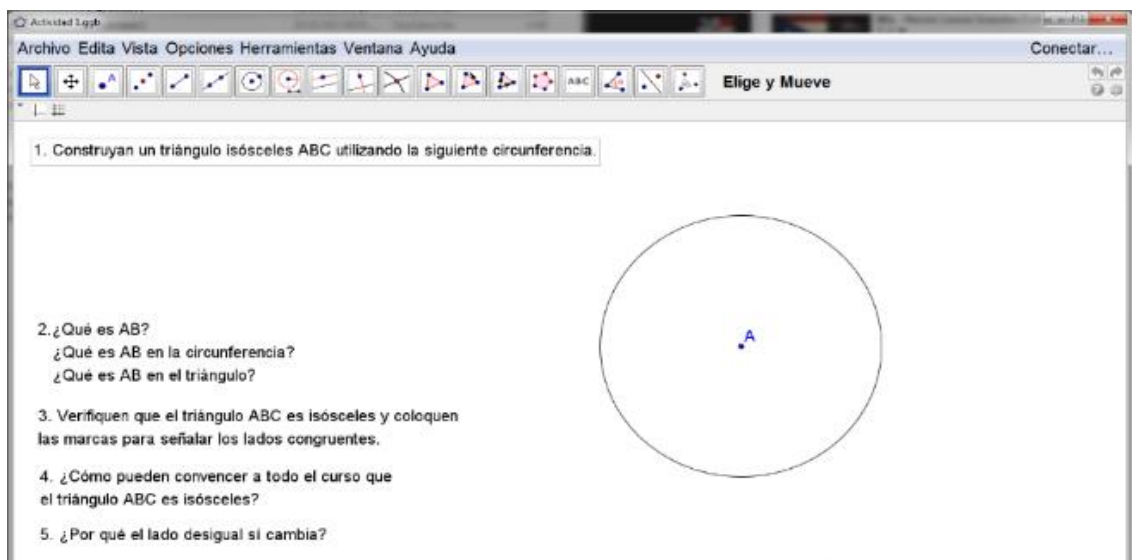 Actividad 1.ggb
Archivo Edita Vista Opciones Herramientas Ventana Ayuda
Conectar...
A
ABC
Elige y Mueve
1. Construyan un triángulo isósceles ABC utilizando la siguiente circunferencia.
A
2.¿Qué es AB?
¿Qué es AB en la circunferencia?
¿Qué es AB en el triángulo?
3. Verifiquen que el triángulo ABC es isósceles y coloquen
las marcas para señalar los lados congruentes.
4. ¿Cómo pueden convencer a todo el curso que
el triángulo ABC es isósceles?
5. ¿Por qué el lado desigual sí cambia?